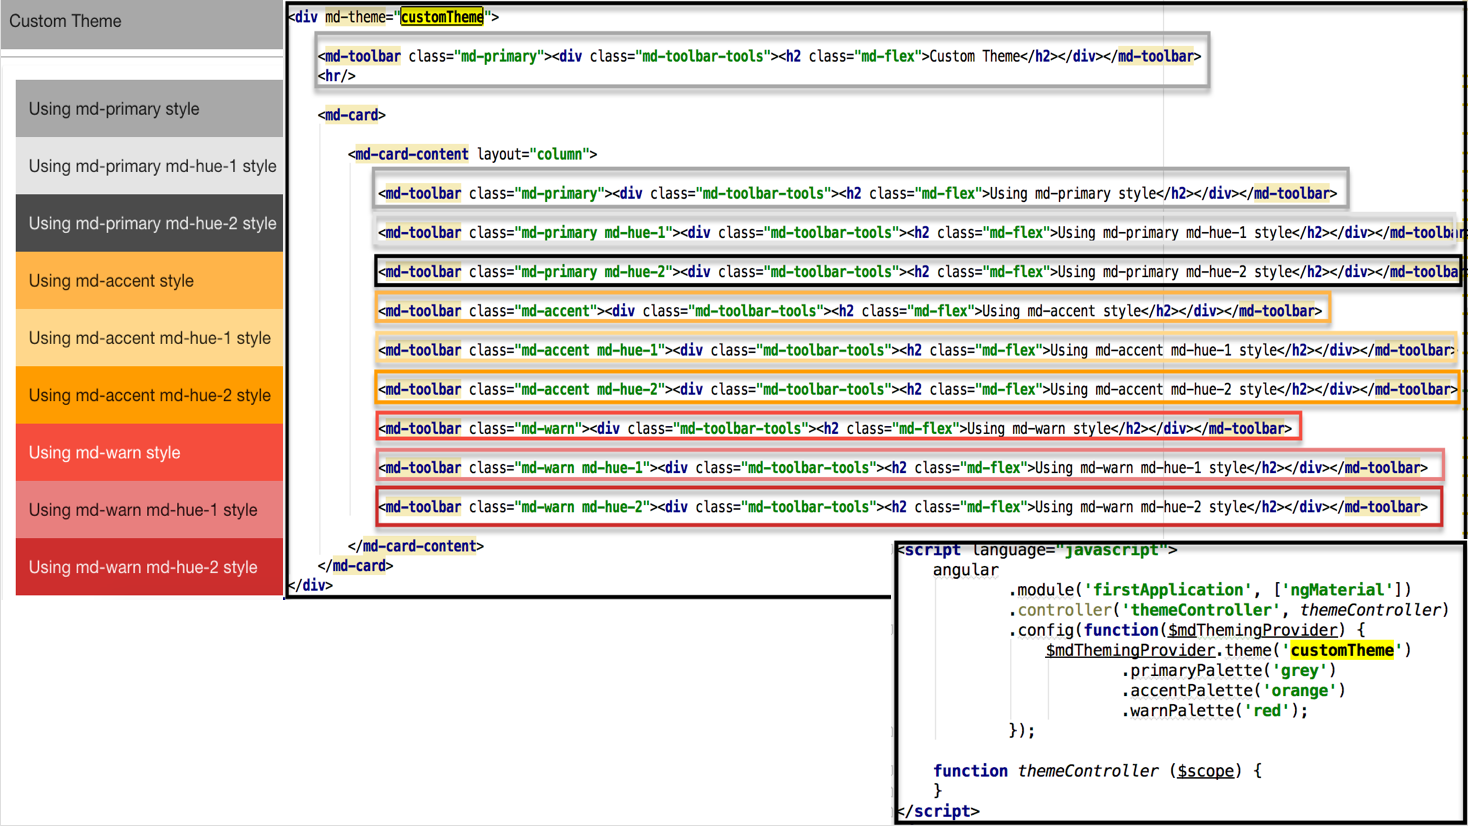 Custom Theme
Using md-primary style
Using md-primary md-hue-1 style
Using md-primary md-hue-2 style
Using md-accent style
Using md-accent md-hue-1 style
Using md-accent md-hue-2 style
Using md-warn style
Using md-warn md-hue-1 style
Using md-warn md-hue-2 style
<div md-theme="customTheme">
<md-toolbar class="md-primary"><div class="md-toolbar-tools"><h2 class="md-flex">Custom Theme</h2></div></md-toolbar>
<hr/>
<md-card>
<md-card-content layout="column">
<md-toolbar class="md-primary"><div class="md-toolbar-tools"><h2 class="md-flex">Using md-primary style</h2></div></md-toolbar>
<md-toolbar class="md-primary md-hue-1"><div class="md-toolbar-tools"><h2 class="md-flex">Using md-primary md-hue-1 style</h2></div></md-toolbar
<md-toolbar class="md-primary md-hue-2"><div class="md-toolbar-tools"><h2 class="md-flex">Using md-primary md-hue-2 style</h2></div></md-toolbar
<md-toolbar class="md-accent"><div class="md-toolbar-tools"><h2 class="md-flex">Using md-accent style</h2></div></md-toolbar>
<md-toolbar class="md-accent md-hue-1"><div class="md-toolbar-tools"><h2 class="md-flex">Using md-accent md-hue-1 style</h2></div></md-toolbar>
<md-toolbar class="md-accent md-hue-2"><div class="md-toolbar-tools"><h2 class="md-flex">Using md-accent md-hue-2 style</h2></div></md-toolbar>
<md-toolbar class="md-warn"><div class="md-toolbar-tools"><h2 class="md-flex">Using md-warn style</h2></div></md-toolbar>
<md-toolbar class="md-warn md-hue-1"><div class="md-toolbar-tools"><h2 class="md-flex">Using md-warn md-hue-1 style</h2></div></md-toolbar>
<md-toolbar class="md-warn md-hue-2"><div class="md-toolbar-tools"><h2 class="md-flex">Using md-warn md-hue-2 style</h2></div></md-toolbar>
</md-card-content>
</md-card>
</div>
<script language="javascript">
angular
.module('firstApplication', ['ngMaterial'])
.controller('themeController', themeController)
.config(function($mdThemingProvider) {
$mdThemingProvider.theme('customTheme')
.primaryPalette('grey')
.accentPalette('orange')
.warnPalette('red');
});
function themeController ($scope) {
}
</script>